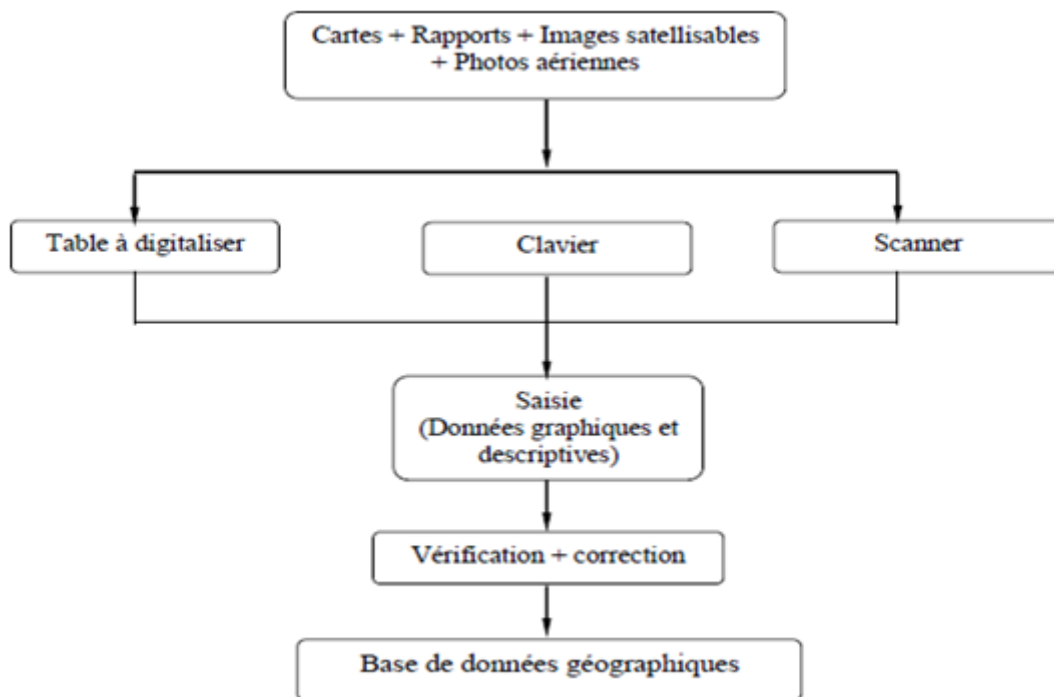 Cartes + Rapports + Images satellisables
+ Photos aériennes
Table à digitaliser
Clavier
Scanner
Saisie
(Données graphiques et
descriptives)
Vérification + correction
Base de données géographiques